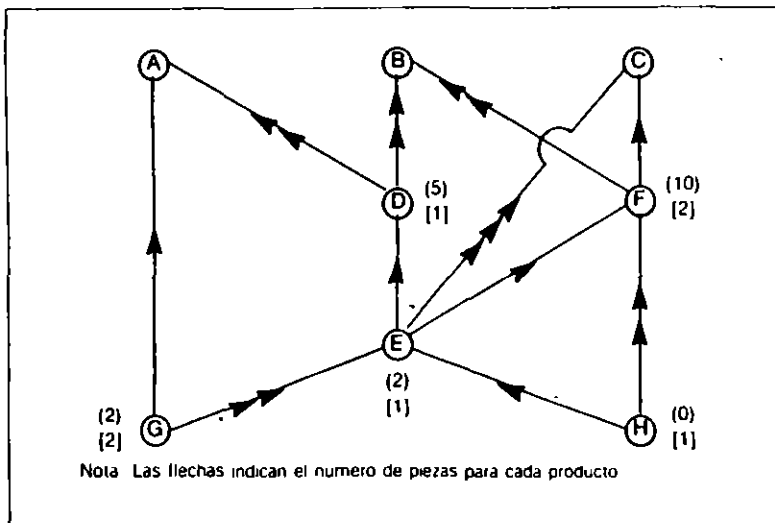 A B C
D (5)
[1]
F (10)
[2]
E
(2)
[1]
(2)
[2] G
H (0)
[1]
Nota Las llechas indican el numero de piezas para cada producto